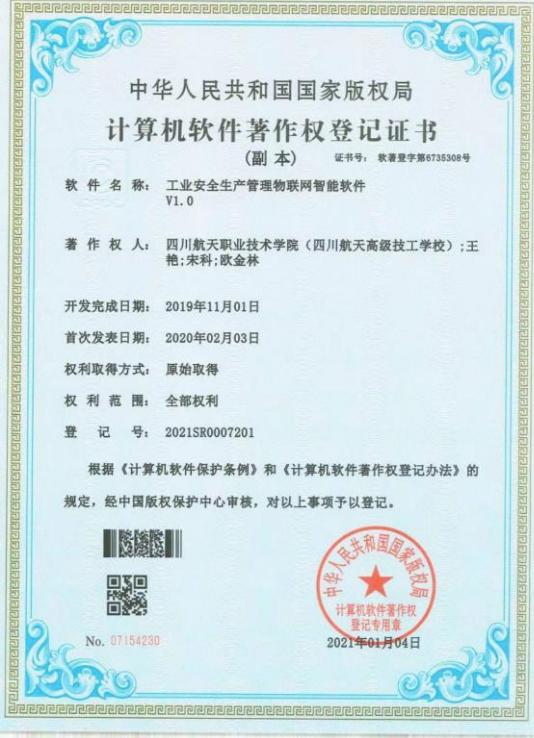 中华人民共和国国家版权局
计算机软件著作权登记证书
(副本)
证书号： 软著登字第6735308号
软件名称： 工业安全生产管理物联网智能软件
V1.0
著作权人： 四川航天职业技术学院（四川航天高级技工学校）;王
艳;宋科;欧金林
开发完成日期： 2019年11月01日
首次发表日期： 2020年02月03日
权利取得方式： 原始取得
权利范围： 全部权利
登记号： 2021SR0007201
根据《计算机软件保护条例》和《计算机软件著作权登记办法》的
规定，经中国版权保护中心审核，对以上事项予以登记。
中华人民共和国国家版权局
计算机软件著作权
登记专用章
No. 07154230
2021年01月04日